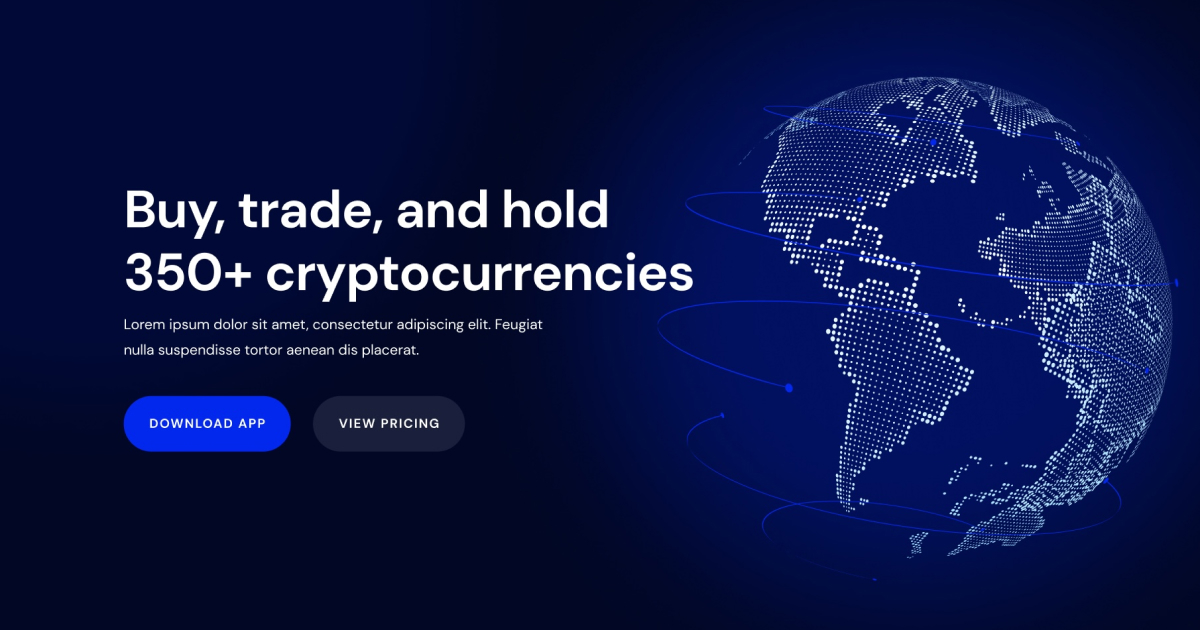 Buy, trade, and hold
350+ cryptocurrencies
Lorem ipsum dolor sit amet, consectetur adipiscing elit. Feugiat
nulla suspendisse tortor aenean dis placerat.
DOWNLOAD APP
VIEW PRICING